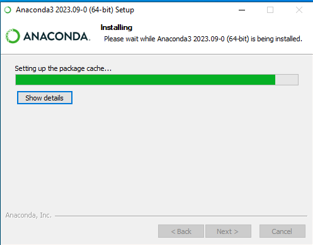 Anaconda3 2023.09-0 (64-bit) Setup
ANACONDA.
Installing
Please wait while Anaconda3 2023.09-0 (64-bit) is being installed.
Setting up the package cache...
Show details
Anaconda, Inc.
< Back
Next >
Cancel